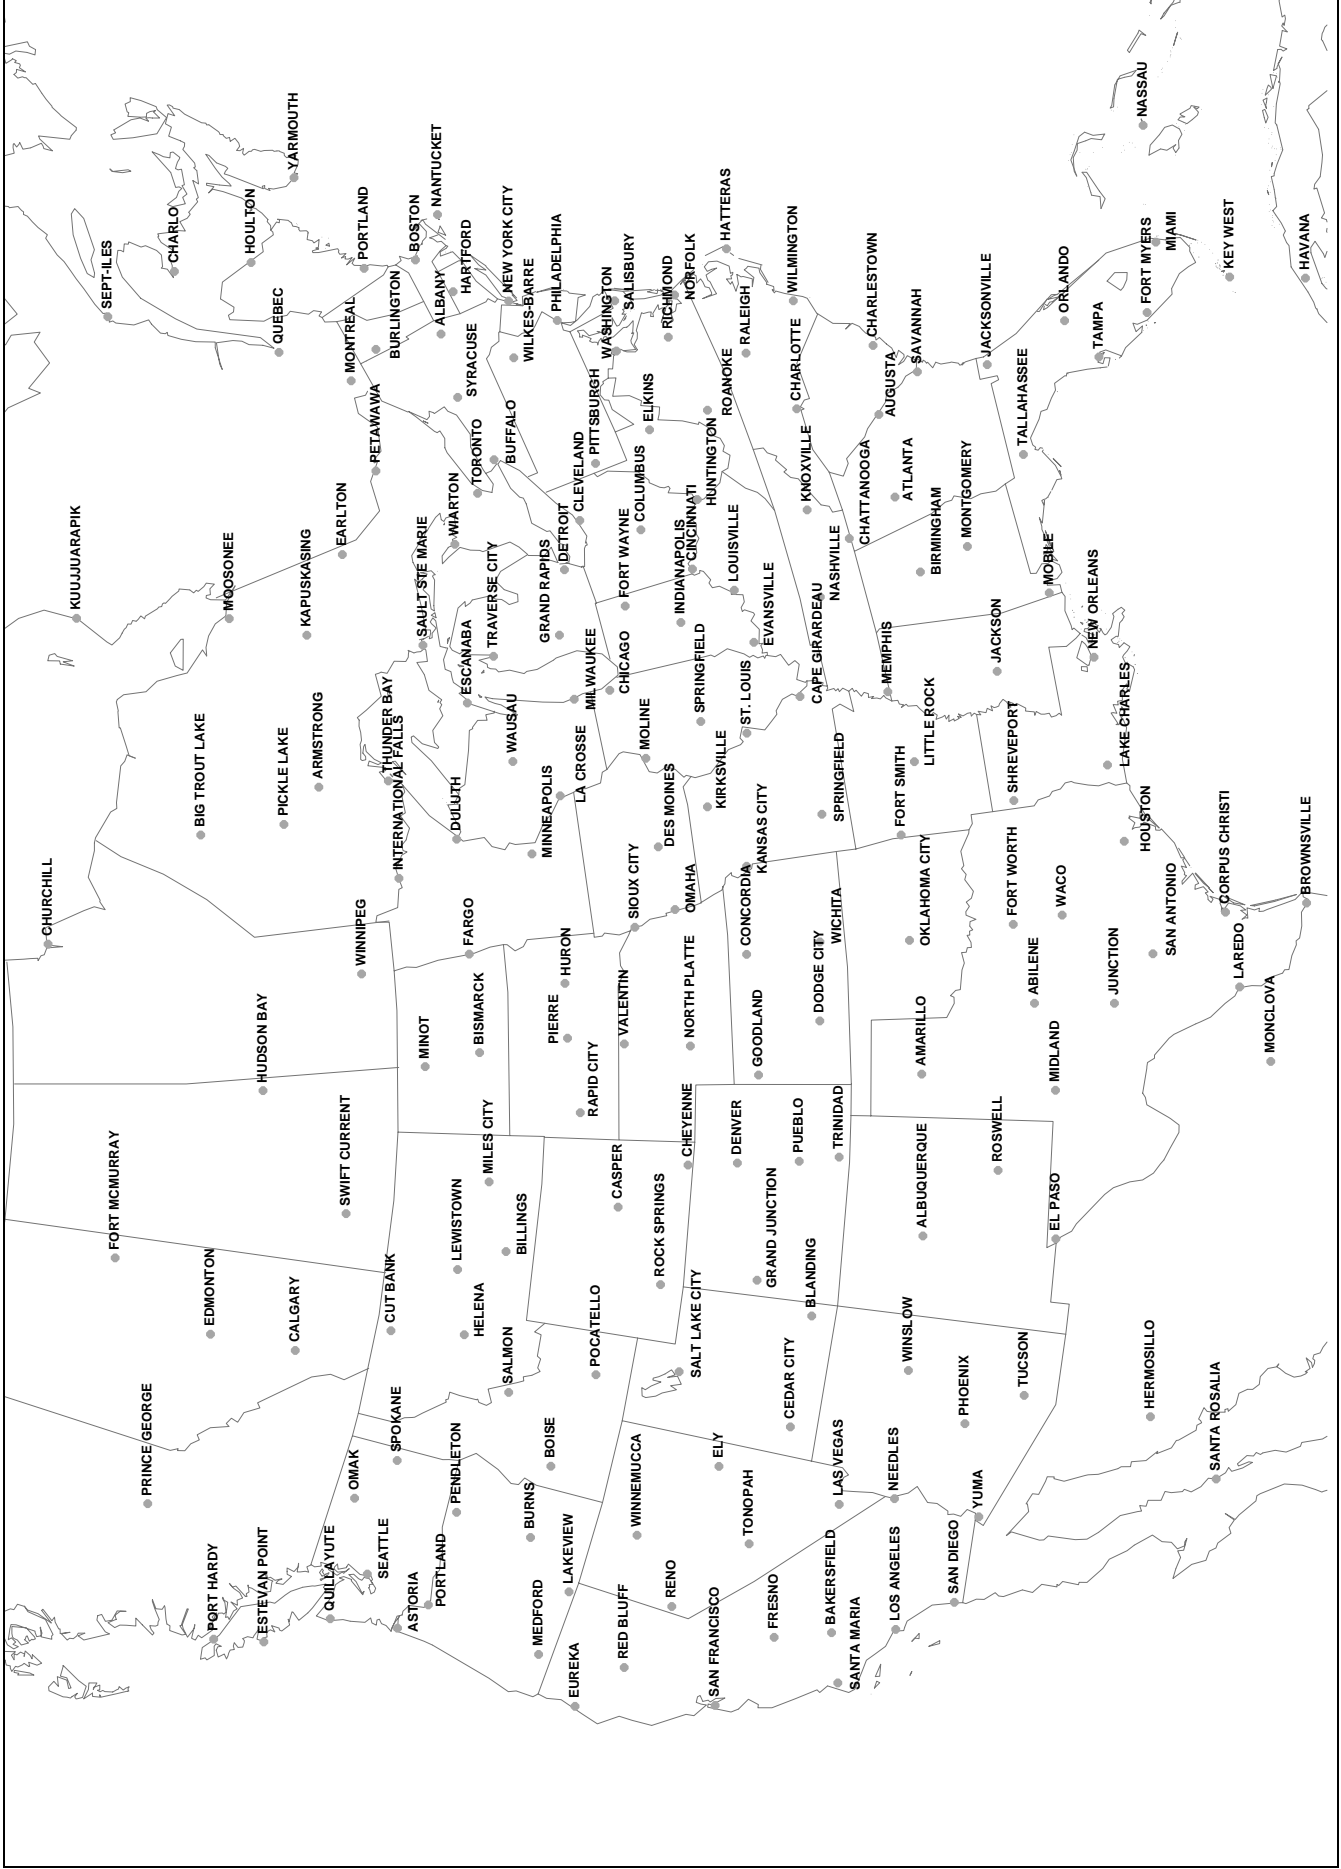 CHURCHILL
KUUJJUARAPIK
SEPT-ILES
FORT MCMURRAY
PRINCE GEORGE
BIG TROUT LAKE
MOOSONEE
CHARLO
PORT HARDY
EDMONTON
HUDSON BAY
PICKLE LAKE
KAPUSKASING
QUEBEC
HOULTON
ESTEVAN POINT
CALGARY
ARMSTRONG
EARLTON
YARMOUTH
QUILLAYUTE
OMAK
SWIFT CURRENT
WINNIPEG
THUNDER BAY
INTERNATIONAL FALLS
PETAWAWA
MONTREAL
PORTLAND
SEATTLE
SPOKANE
CUT BANK
SAULT STE MARIE
BURLINGTON
BOSTON
NANTUCKET
ASTORIA
PORTLAND
PENDLETON
HELENA
LEWISTOWN
MINOT
FARGO
DULUTH
ESCANABA
WIARTON
TORONTO
SYRACUSE
ALBANY
HARTFORD
SALMON
BILLINGS
MILES CITY
BISMARCK
WAUSAU
TRAVERSE CITY
BUFFALO
WILKES-BARRE
NEW YORK CITY
MEDFORD
BURNS
BOISE
PIERRE
HURON
MINNEAPOLIS
LA CROSSE
GRAND RAPIDS
DETROIT
CLEVELAND
PHILADELPHIA
EUREKA
LAKEVIEW
POCATELLO
RAPID CITY
MILWAUKEE
PITTSBURGH
WASHINGTON
SALISBURY
RED BLUFF
WINNEMUCCA
CASPER
VALENTIN
SIOUX CITY
CHICAGO
FORT WAYNE
COLUMBUS
ELKINS
RENO
ROCK SPRINGS
DES MOINES
MOLINE
RICHMOND
NORFOLK
SALT LAKE CITY
CHEYENNE
NORTH PLATTE
OMAHA
SPRINGFIELD
INDIANAPOLIS
CINCINNATI
HUNTINGTON
ROANOKE
SAN FRANCISCO
ELY
KIRKSVILLE
HATTERAS
TONOPAH
DENVER
GOODLAND
CONCORDIA
KANSAS CITY
ST. LOUIS
LOUISVILLE
EVANSVILLE
RALEIGH
FRESNO
CEDAR CITY
GRAND JUNCTION
PUEBLO
CAPE GIRARDEAU
KNOXVILLE
CHARLOTTE
WILMINGTON
BLANDING
DODGE CITY
WICHITA
SPRINGFIELD
NASHVILLE
BAKERSFIELD
LAS VEGAS
TRINIDAD
SANTA MARIA
CHATTANOOGA
CHARLESTOWN
LOS ANGELES
NEEDLES
MEMPHIS
AUGUSTA
WINSLOW
ALBUQUERQUE
AMARILLO
OKLAHOMA CITY
FORT SMITH
LITTLE ROCK
BIRMINGHAM
ATLANTA
SAVANNAH
SAN DIEGO
YUMA
PHOENIX
MONTGOMERY
JACKSONVILLE
TUCSON
ROSWELL
FORT WORTH
SHREVEPORT
JACKSON
TALLAHASSEE
EL PASO
MIDLAND
ABILENE
WACO
MOBILE
ORLANDO
NEW ORLEANS
TAMPA
JUNCTION
LAKE CHARLES
HERMOSILLO
SAN ANTONIO
HOUSTON
FORT MYERS
MIAMI
NASSAU
SANTA ROSALIA
LAREDO
CORPUS CHRISTI
KEY WEST
MONCLOVA
BROWNSVILLE
HAVANA